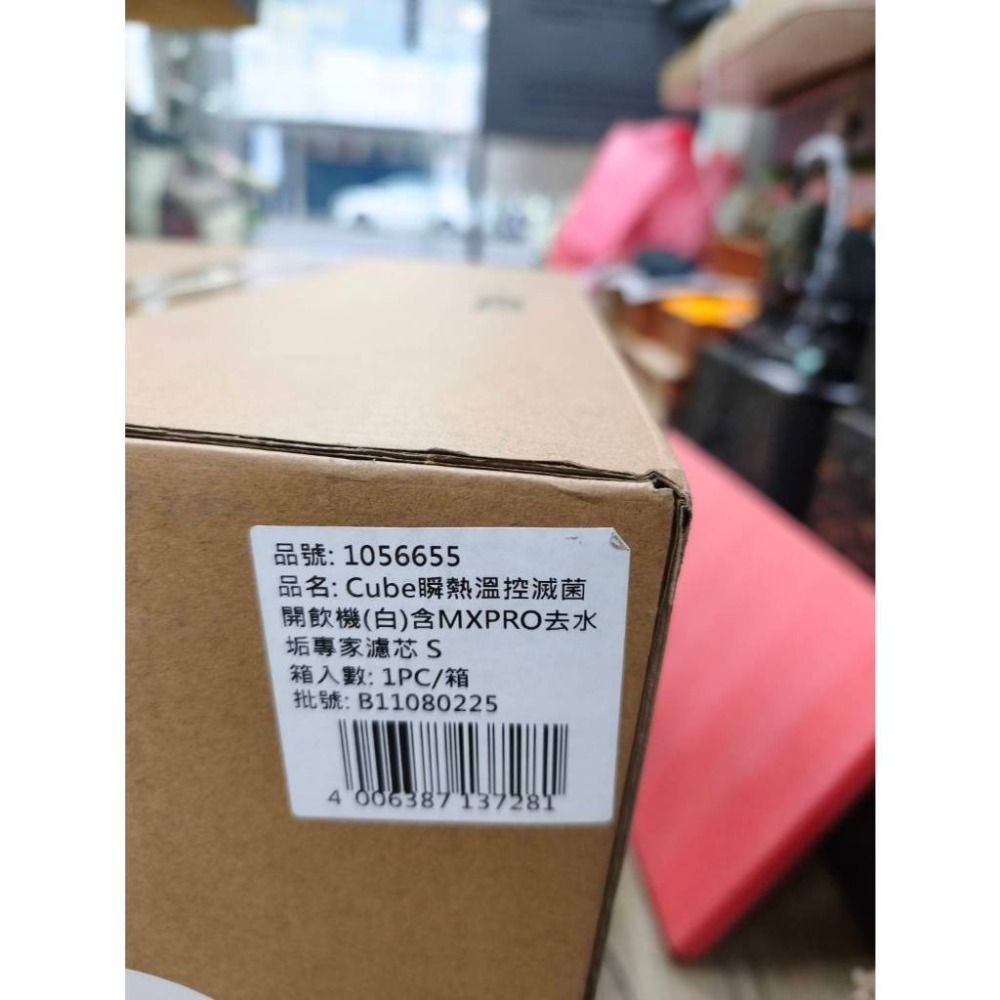 品號: 1056655
品名: Cube瞬熱溫控滅菌
開飲機(白)含MXPRO去水
垢專家濾芯 S
箱入數: 1PC/箱
批號: B11080225
4 006387 137281